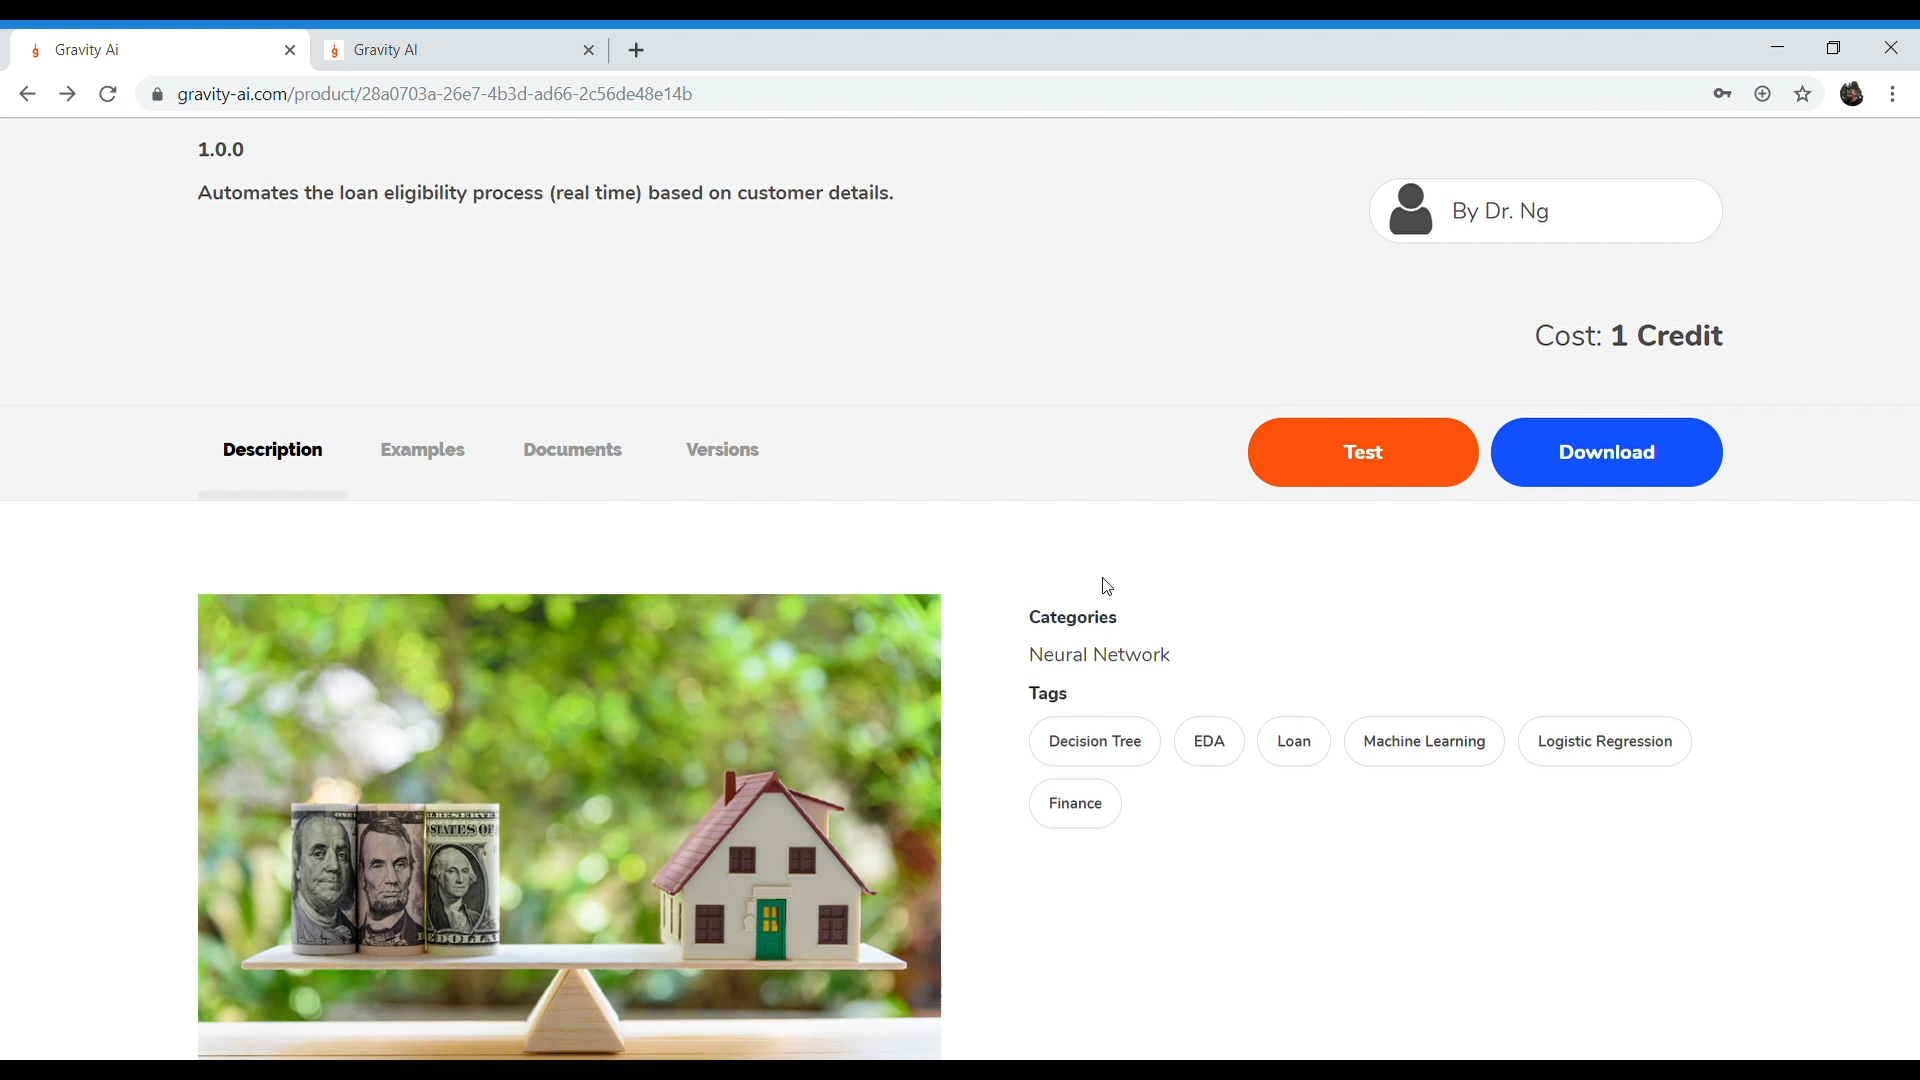 Gravity Ai
Gravity AI
gravity-ai.com/product/28a0703a-26e7-4b3d-ad66-2c56de48e14b
1.0.0
Automates the loan eligibility process (real time) based on customer details.
By Dr. Ng
Cost: 1 Credit
Description Examples Documents Versions
Test Download
Categories
Neural Network
Tags
Decision Tree EDA Loan Machine Learning Logistic Regression
Finance
STATES OF